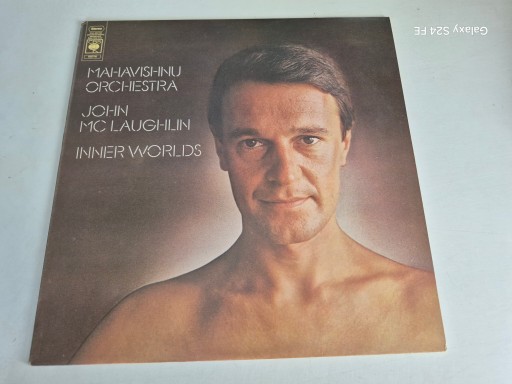 MAHAVISHNU
ORCHESTRA
JOHN
MC LAUGHLIN
INNER WORLDS
Galaxy S24 FE